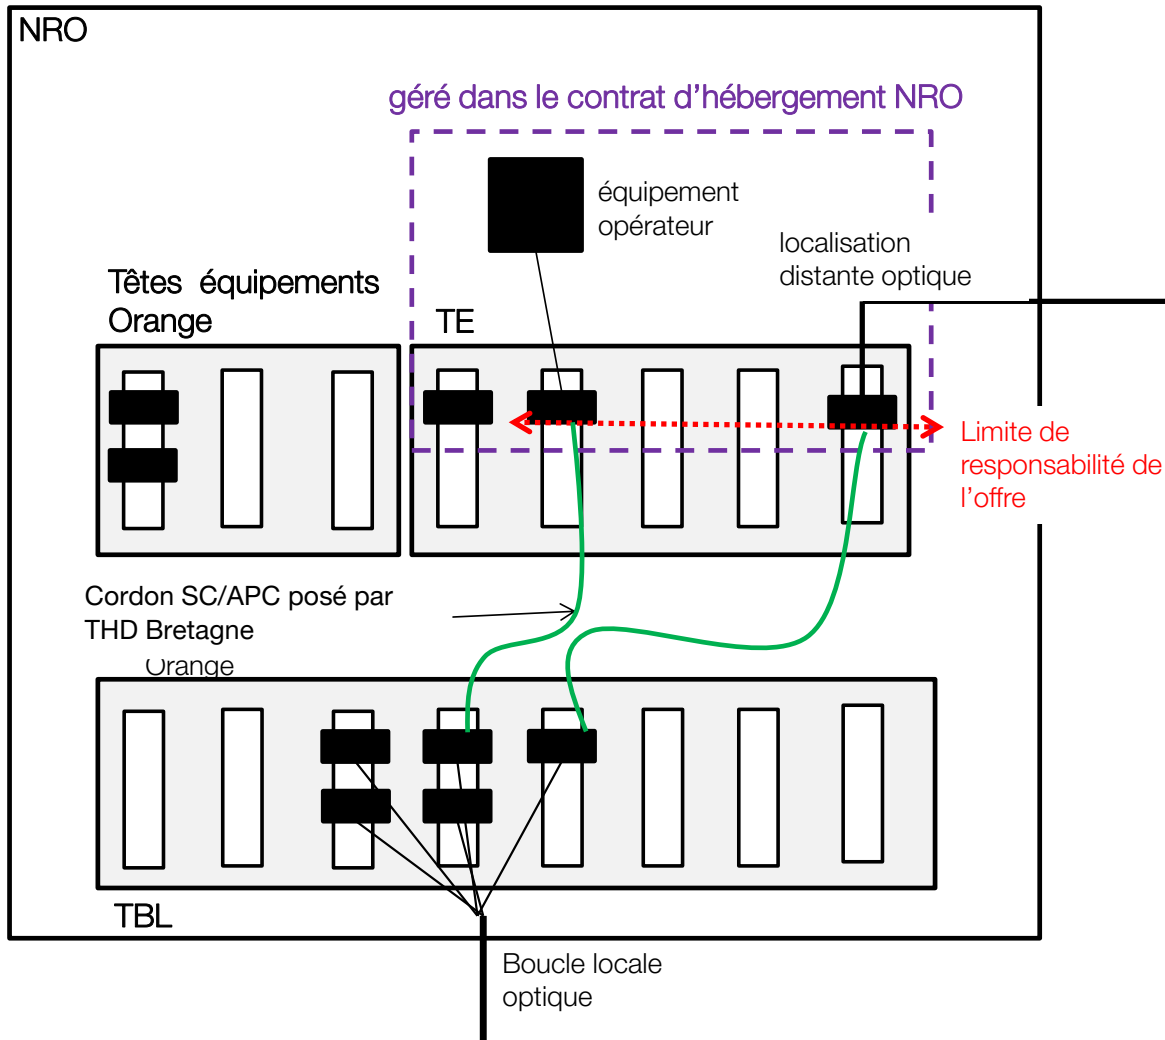 NRO
géré dans le contrat d'hébergement NRO
équipement
opérateur
localisation
distante optique
Têtes équipements
Orange
TE
Limite de
responsabilité de
l'offre
Cordon SC/APC posé par
THD Bretagne
Orange
TBL
Boucle locale
optique